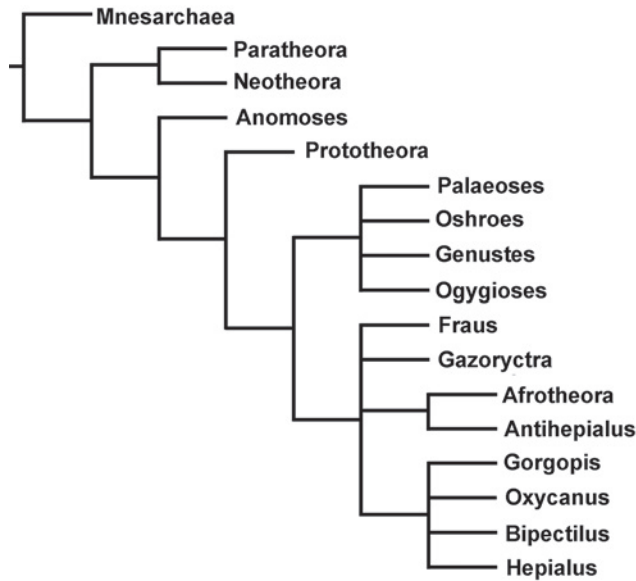 Mnesarchaea
Paratheora
Neotheora
Anomoses
Prototheora
Palaeoses
Oshroes
Genustes
Ogygioses
Fraus
Gazoryctra
Afrotheora
Antihepialus
Gorgopis
Oxycanus
Bipectilus
Hepialus